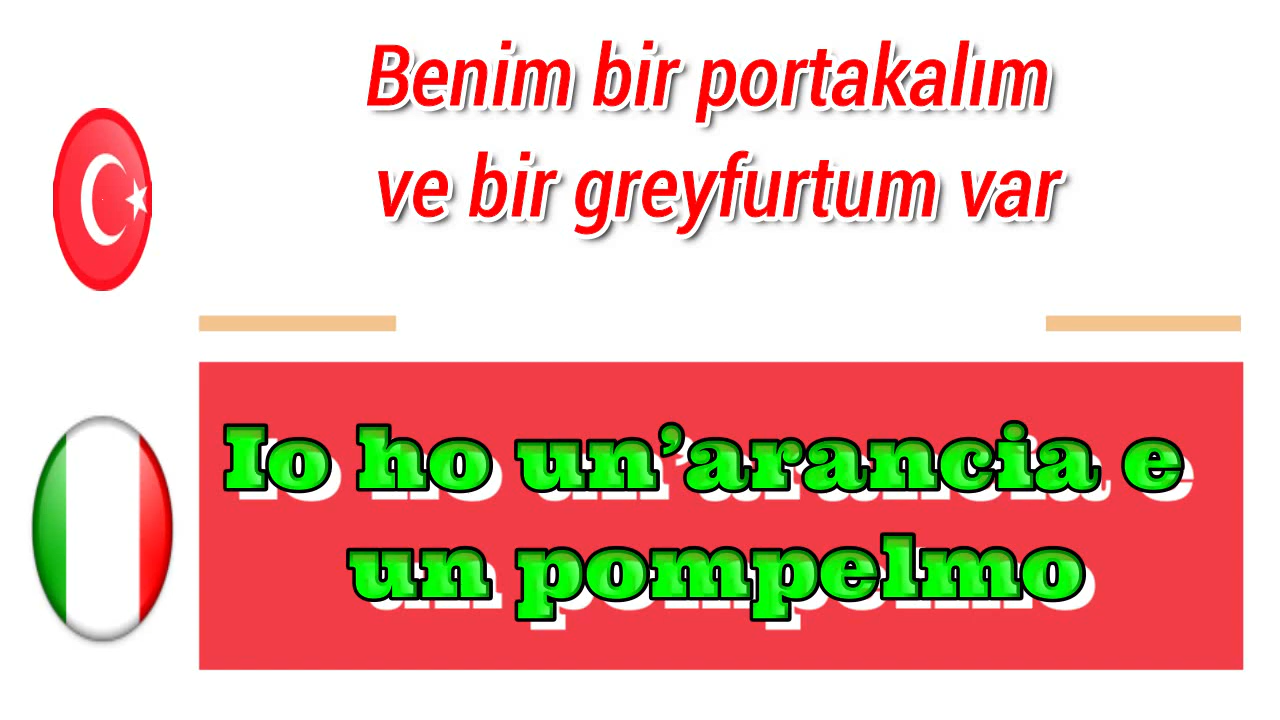 Benim bir portakalım
ve bir greyfurtum var
Io ho un’arancia e
un pompelmo